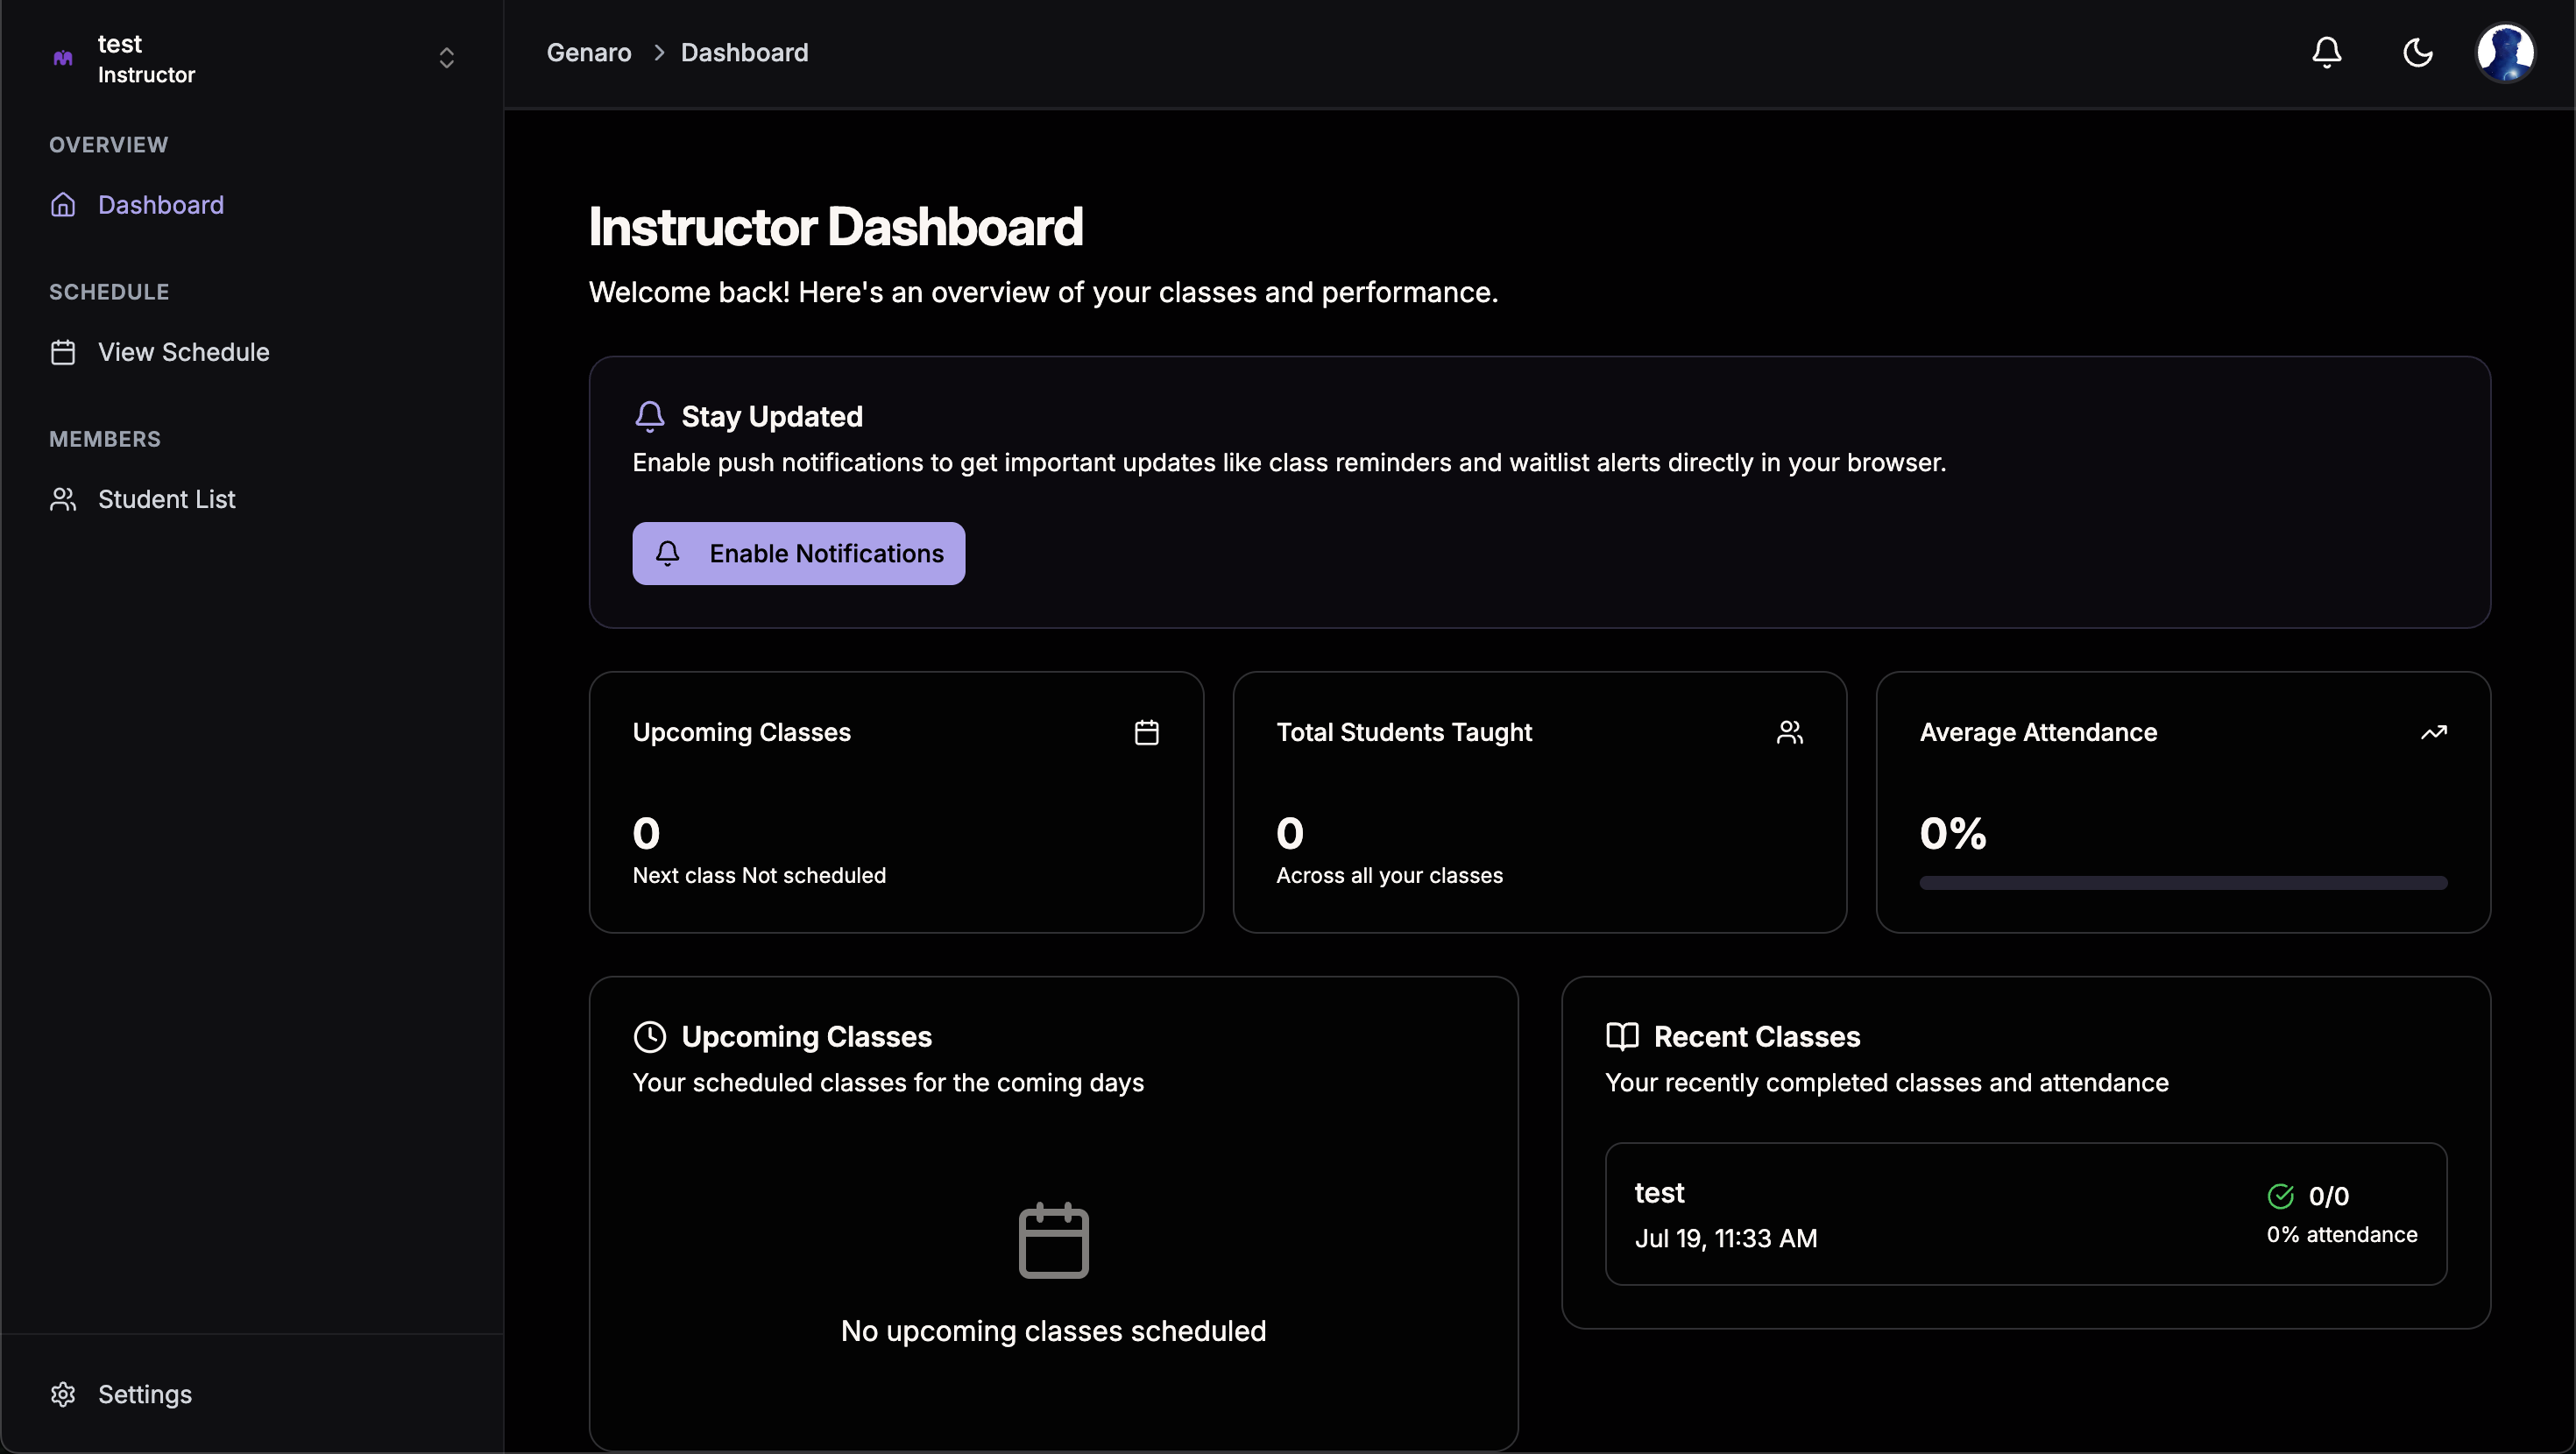 test
Instructor
OVERVIEW
Dashboard
SCHEDULE
View Schedule
MEMBERS
Student List
Settings
Genaro > Dashboard
Instructor Dashboard
Welcome back! Here's an overview of your classes and performance.
Stay Updated
Enable push notifications to get important updates like class reminders and waitlist alerts directly in your browser.
Enable Notifications
Upcoming Classes
0
Next class Not scheduled
Total Students Taught
0
Across all your classes
Average Attendance
0%
Upcoming Classes
Your scheduled classes for the coming days
No upcoming classes scheduled
Recent Classes
Your recently completed classes and attendance
test
Jul 19, 11:33 AM
0/0
0% attendance